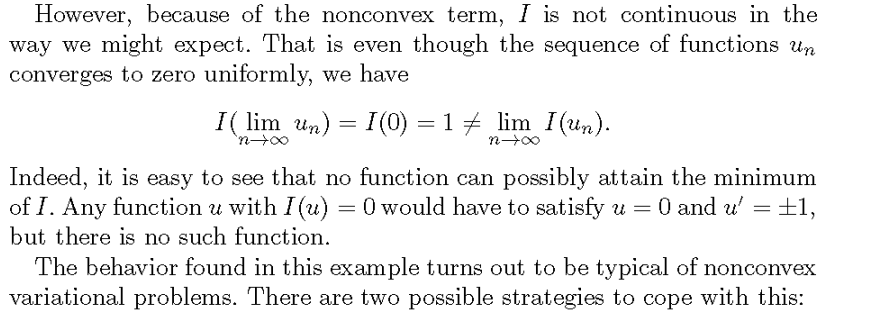 However, because of the nonconvex term, I is not continuous in the
way we might expect. That is even though the sequence of functions uₙ
converges to zero uniformly, we have
I( lim_{n→∞} uₙ) = I(0) = 1 ≠ lim_{n→∞} I(uₙ).
Indeed, it is easy to see that no function can possibly attain the minimum
of I. Any function u with I(u) = 0 would have to satisfy u = 0 and u′ = ±1,
but there is no such function.
The behavior found in this example turns out to be typical of nonconvex
variational problems. There are two possible strategies to cope with this: